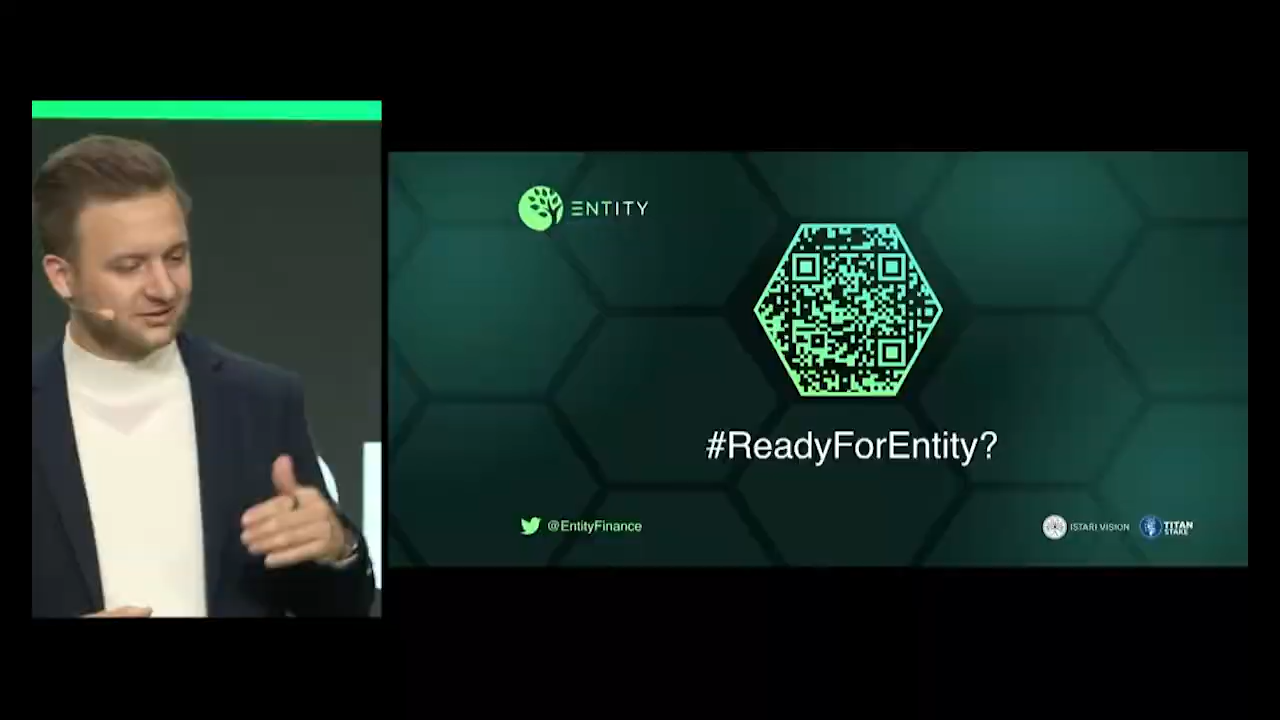 ENTITY
#ReadyForEntity?
@EntityFinance
ISTARI VISION
TITAN
STAKE